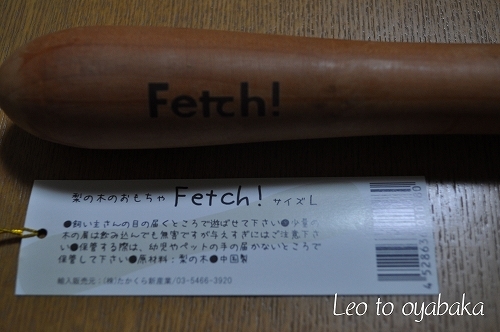 Fetch!
梨の木のおもちゃ Fetch! サイズL
●飼い主さんの目の届くところで遊ばせて下さい●少量の
木の屑は飲み込んでも無害ですが与えすぎにはご注意下さ
い●保管する際は、幼児やペットの手の届かないところで
保管して下さい●原材料：梨の木●中国製
輸入販売元：(株)たかくら新産業/03-5466-3920
4 52863
Leo to oyabaka